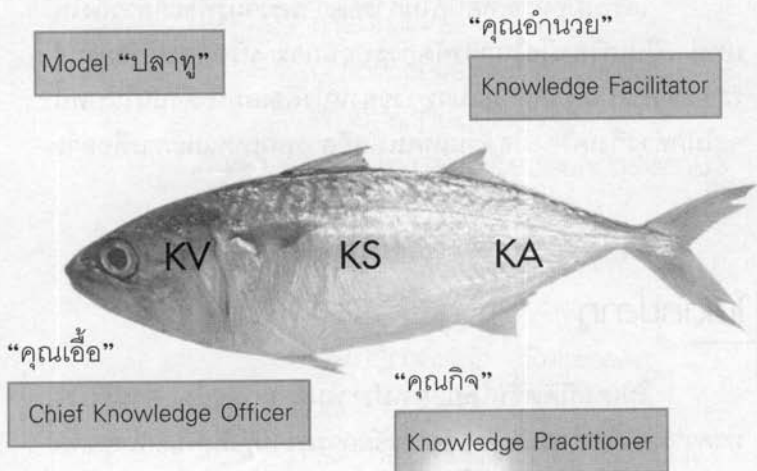 “คุณอำนวย”
Model “ปลาทู”
Knowledge Facilitator
KV KS KA
“คุณเอื้อ”
Chief Knowledge Officer
“คุณกิจ”
Knowledge Practitioner